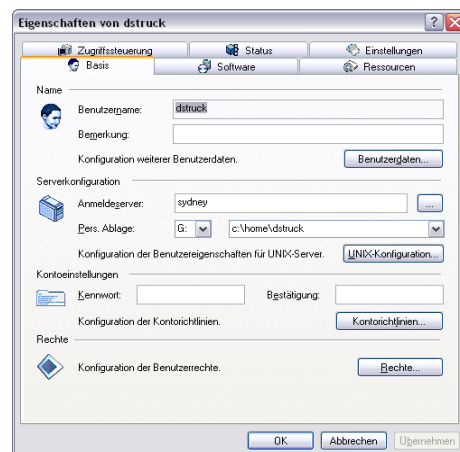 Eigenschaften von dstruck
Zugriffssteuerung Status Einstellungen
Basis Software Ressourcen
Name
Benutzername: dstruck
Bemerkung:
Konfiguration weiterer Benutzerdaten. Benutzerdaten...
Serverkonfiguration
Anmeldeserver: sydney ...
Pers. Ablage: G: c:\home\dstruck
Konfiguration der Benutzereigenschaften für UNIX-Server. UNIX-Konfiguration...
Kontoeinstellungen
Kennwort: Bestätigung:
Konfiguration der Kontorichtlinien. Kontorichtlinien...
Rechte
Konfiguration der Benutzerrechte. Rechte...
OK Abbrechen Übernehmen